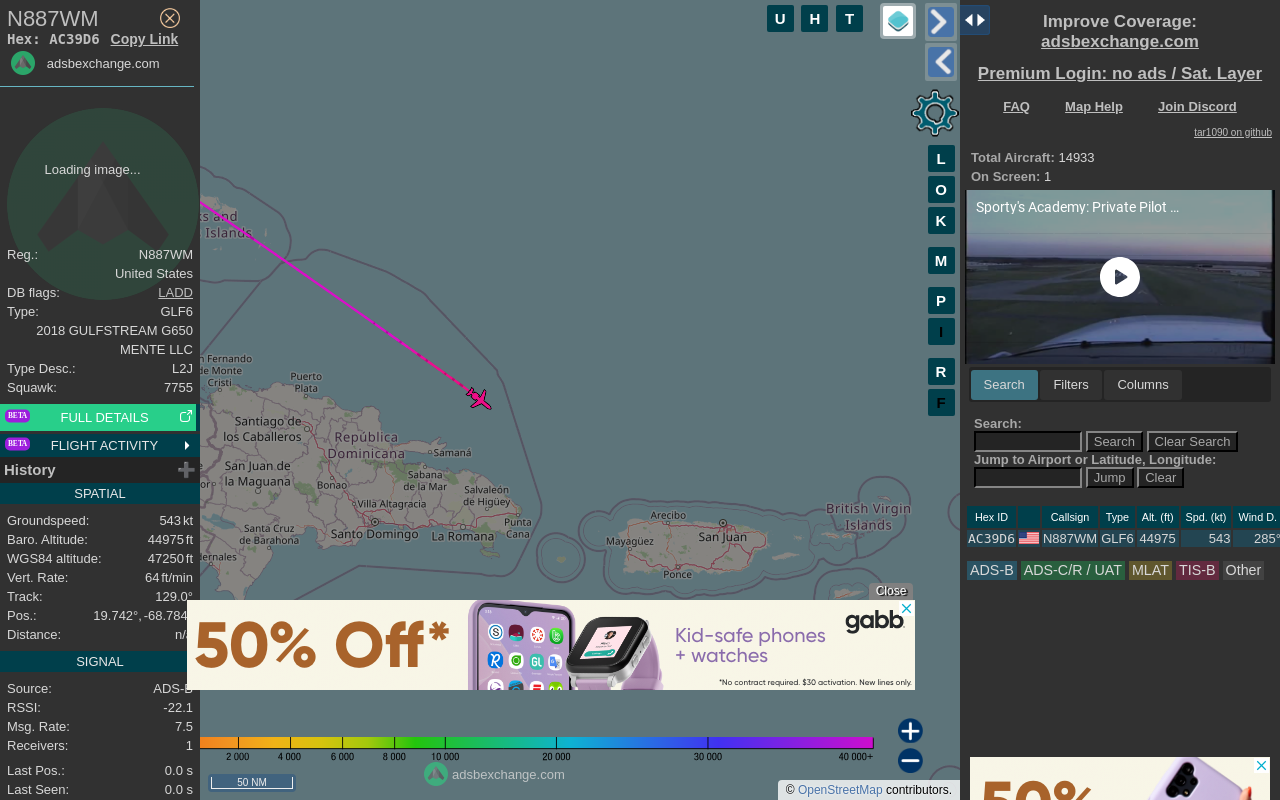 N887WM
Hex: AC39D6 Copy Link
adsbexchange.com
Loading image...
Reg.: N887WM
United States
DB flags: LADD
Type: GLF6
2018 GULFSTREAM G650
MENTE LLC
Type Desc.: L2J
Squawk: 7755
BETA FULL DETAILS
BETA FLIGHT ACTIVITY
History
SPATIAL
Groundspeed: 543 kt
Baro. Altitude: 44975 ft
WGS84 altitude: 47250 ft
Vert. Rate: 64 ft/min
Track: 129.0°
Pos.: 19.742°, -68.784
Distance: n/a
SIGNAL
Source: ADS-B
RSSI: -22.1
Msg. Rate: 7.5
Receivers: 1
Last Pos.: 0.0 s
Last Seen: 0.0 s
U H T
L
O
K
M
P
I
R
F
ks and
s Islands
n Fernando
de Monte
Cristi
Puerto
Plata
Santiago de
los Caballeros
República
Dominicana
Samaná
San Juan de
la Maguana
Bonao
Sabana
de la Mar
Salvaleón
de Higüey
Villa Altagracia
Santa Cruz
de Barahona
Santo Domingo
La Romana
Punta
Cana
dernales
Arecibo
San Juan
Mayagüez
Ponce
British Virgin
Islands
Close
50% Off*
Kid-safe phones
+ watches
gabb
*No contract required. $30 activation. New lines only.
2 000 4 000 6 000 8 000 10 000 20 000 30 000 40 000+
50 NM
adsbexchange.com
© OpenStreetMap contributors.
Improve Coverage:
adsbexchange.com
Premium Login: no ads / Sat. Layer
FAQ Map Help Join Discord
tar1090 on github
Total Aircraft: 14933
On Screen: 1
Sporty's Academy: Private Pilot ...
Search Filters Columns
Search:
Search Clear Search
Jump to Airport or Latitude, Longitude:
Jump Clear
Hex ID Callsign Type Alt. (ft) Spd. (kt) Wind D.
AC39D6 N887WM GLF6 44975 543 285°
ADS-B ADS-C/R / UAT MLAT TIS-B Other
50%